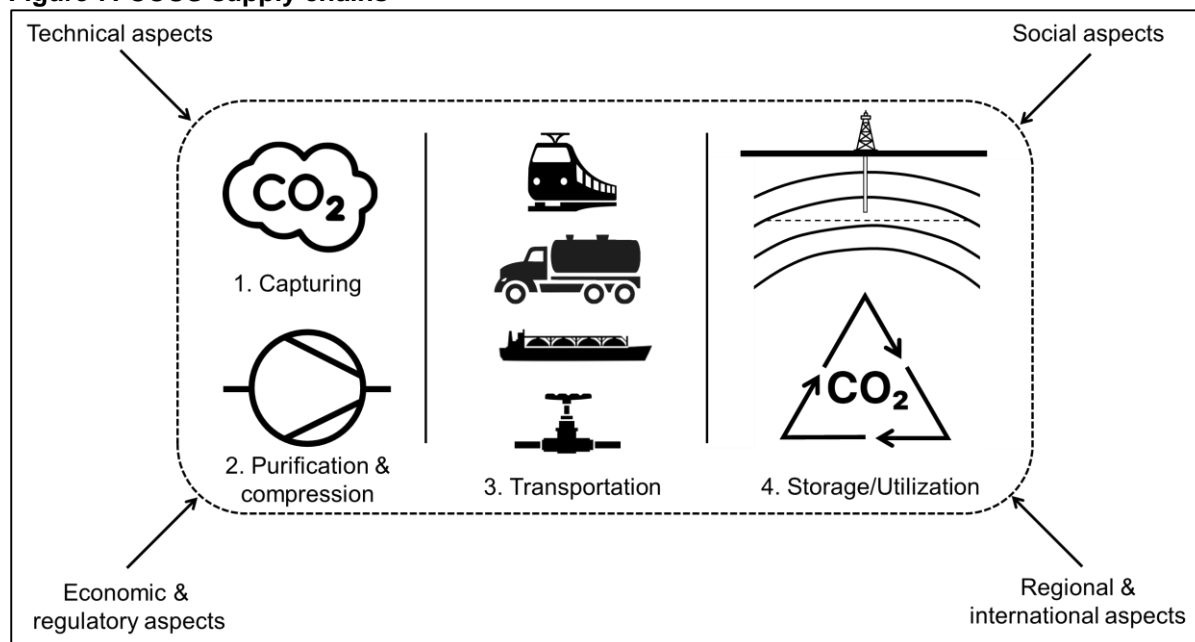 Technical aspects
Social aspects
CO₂
1. Capturing
2. Purification &
compression
3. Transportation
CO₂
4. Storage/Utilization
Economic &
regulatory aspects
Regional &
international aspects